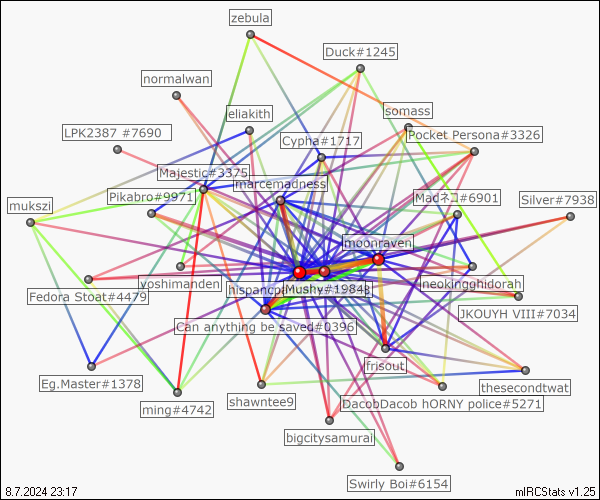 zebula
Duck#1245
normalwan
somass
eliakith
LPK2387 #7690
Cypha#1717
Pocket Persona#3326
Majestic#3375
marcemadness
Pikabro#9971
Macネコ#6901
Silver#7938
mukszi
moonraven
yoshimanden
Mushy#1984
neokingghidorah
Fedora Stoat#4479
JKOUYH VIII#7034
Can anything be saved#0396
frisout
Eg.Master#1378
thesecondtwat
ming#4742
shawntee9
DacobDacob hORNY police#5271
bigcitysamurai
Swirly Boi#6154
8.7.2024 23:17
mIRCStats v1.25